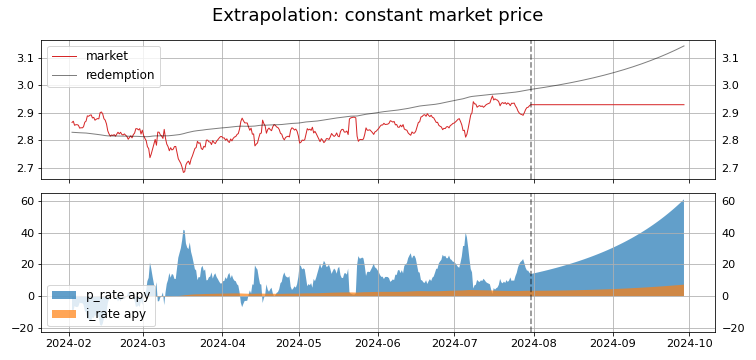 Extrapolation: constant market price
3.1 market 3.1
3.0 redemption 3.0
2.9 2.9
2.8 2.8
2.7 2.7
60 60
40 40
20 20
0 p_rate apy 0
−20 i_rate apy −20
2024-02 2024-03 2024-04 2024-05 2024-06 2024-07 2024-08 2024-09 2024-10